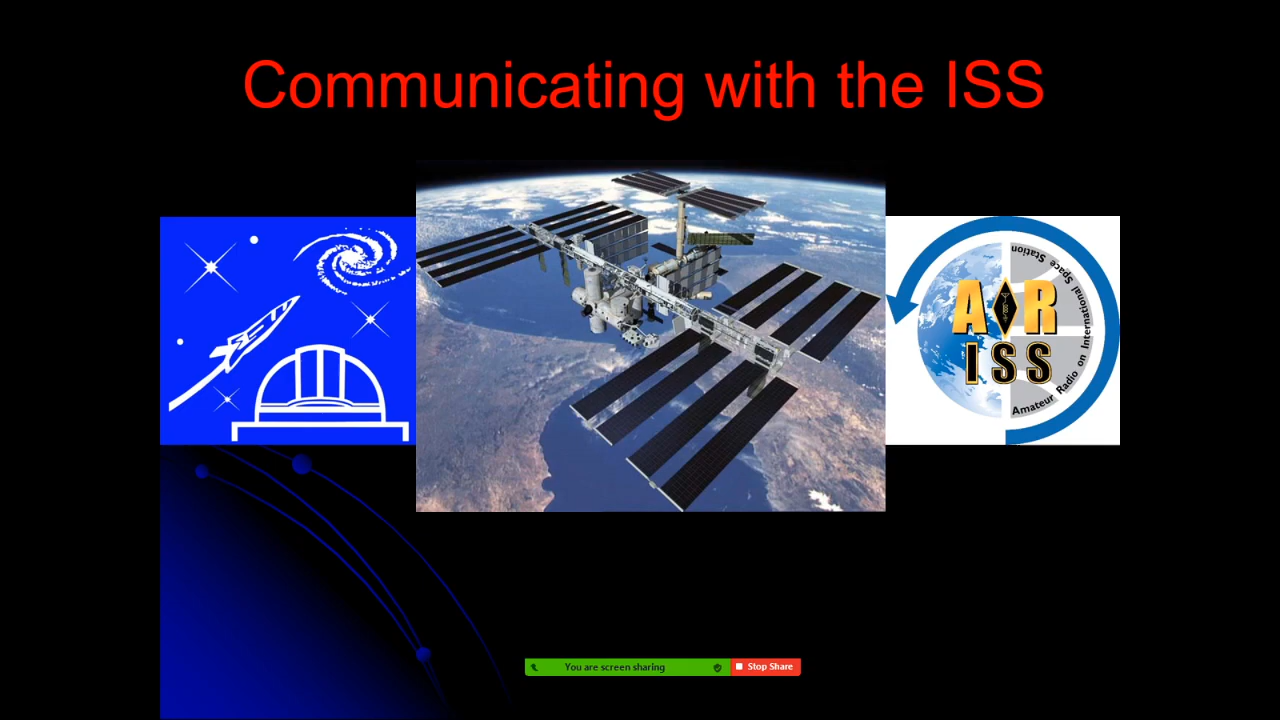 Communicating with the ISS
Amateur Radio on International Space Station
ARISS
You are screen sharing
Stop Share